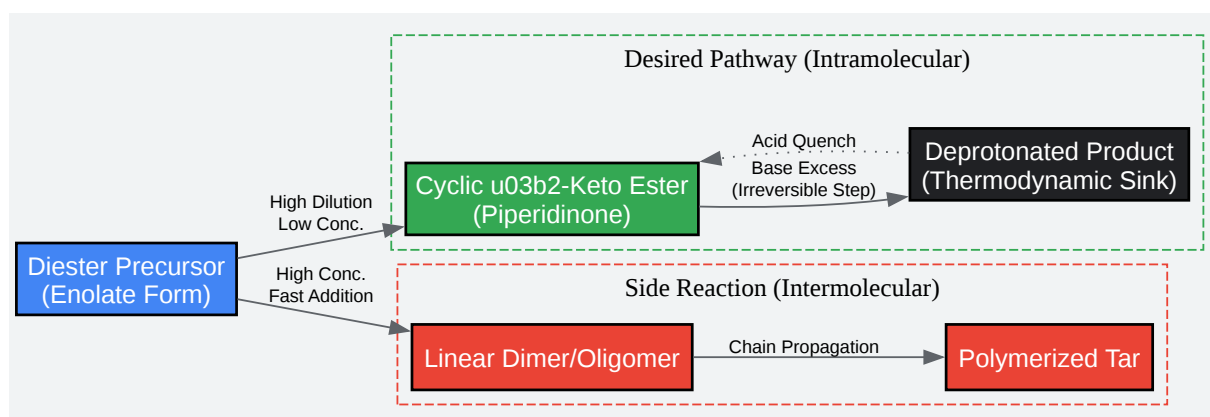 Desired Pathway (Intramolecular)
Acid Quench
Base Excess
(Irreversible Step)
Deprotonated Product
(Thermodynamic Sink)
Cyclic u03b2-Keto Ester
(Piperidinone)
High Dilution
Low Conc.
Diester Precursor
(Enolate Form)
High Conc.
Fast Addition
Side Reaction (Intermolecular)
Linear Dimer/Oligomer
Chain Propagation
Polymerized Tar